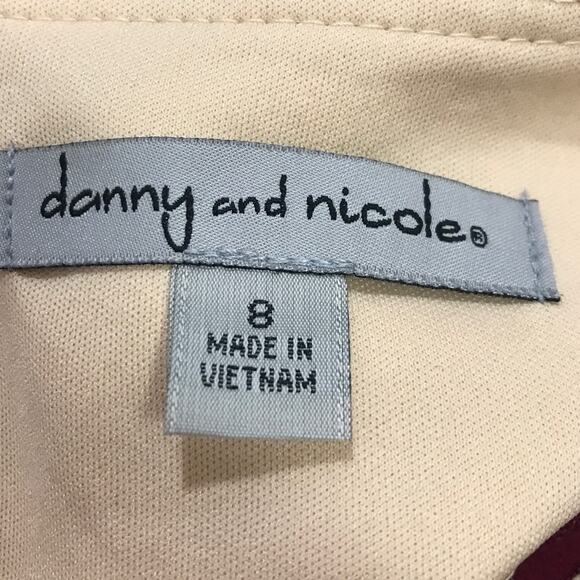 danny and nicole®
8
MADE IN
VIETNAM